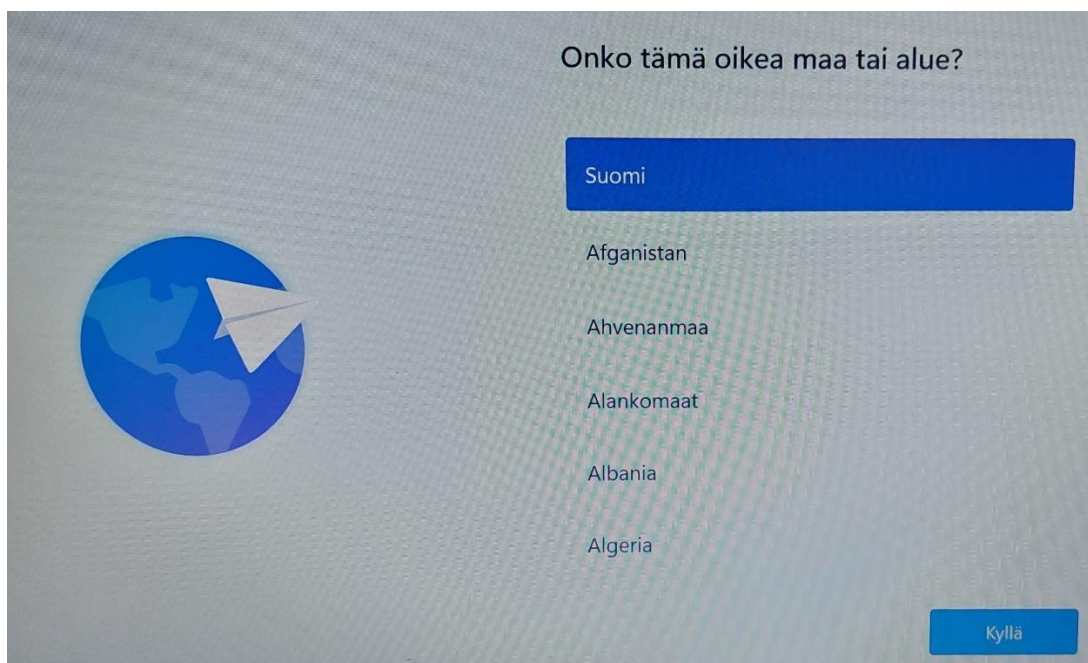 Onko tämä oikea maa tai alue?
Suomi
Afganistan
Ahvenanmaa
Alankomaat
Albania
Algeria
Kyllä